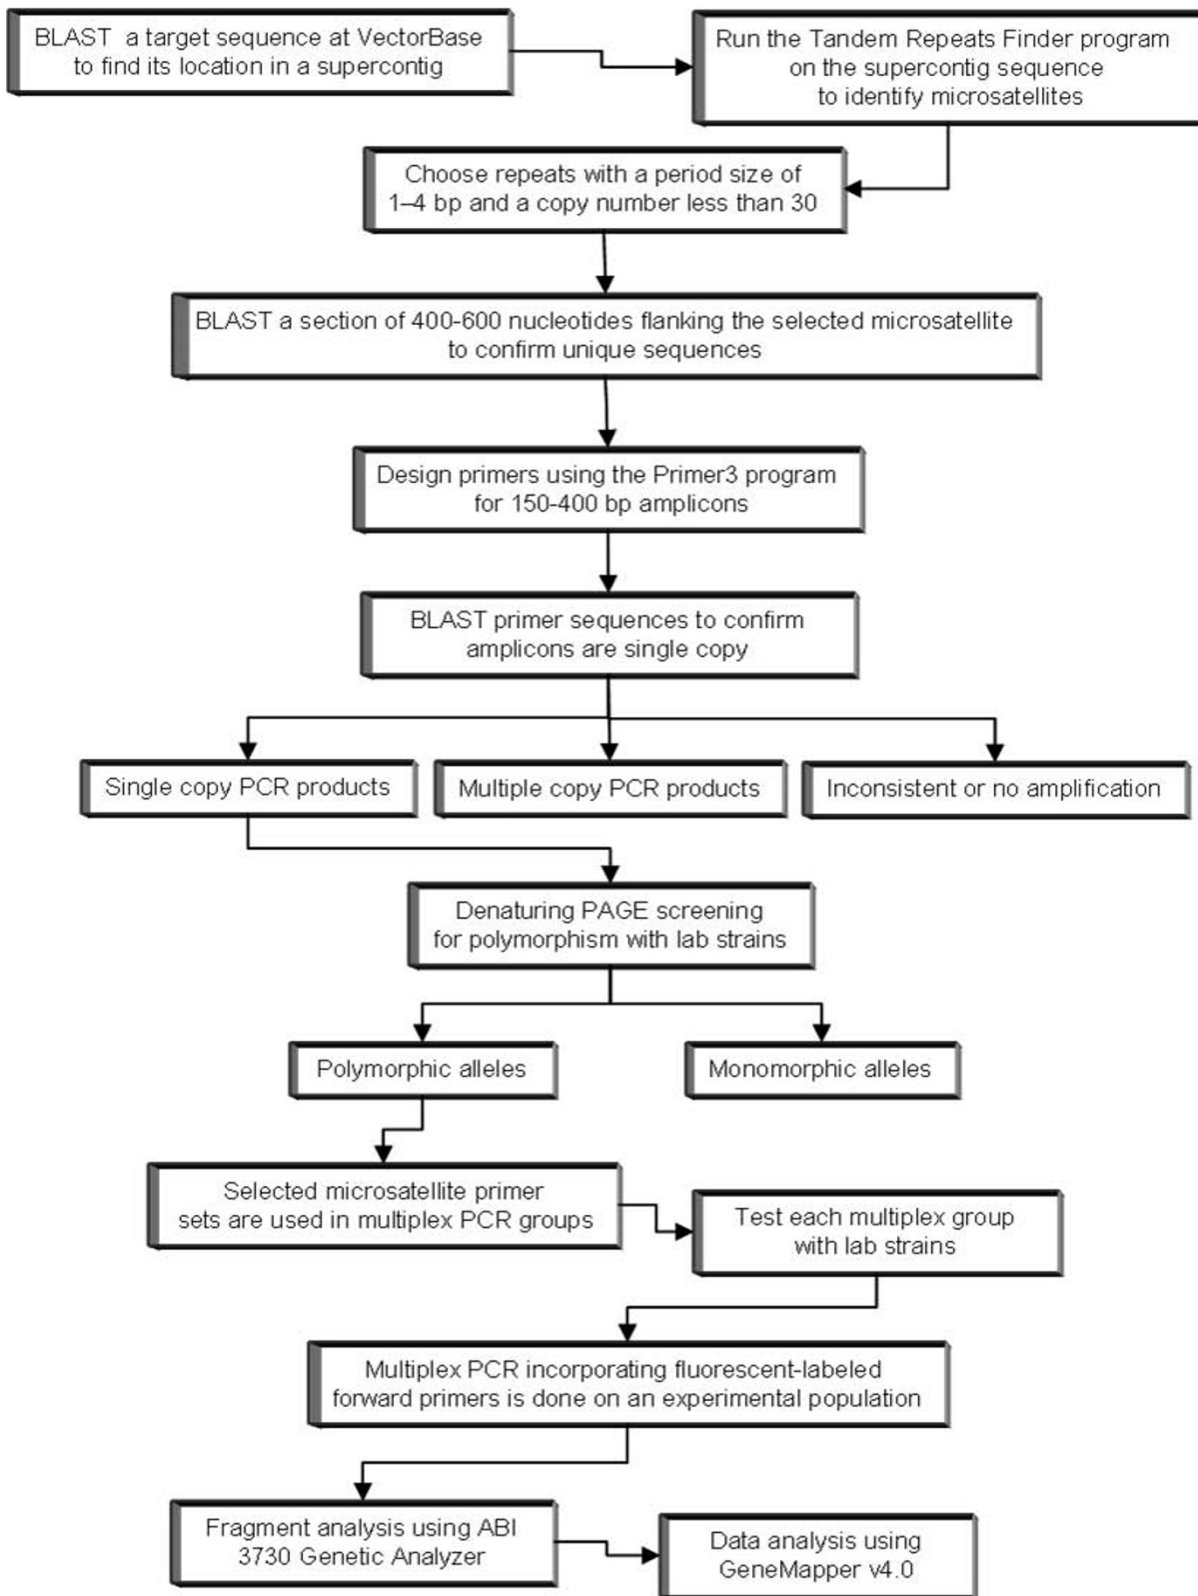 BLAST a target sequence at VectorBase
to find its location in a supercontig
Run the Tandem Repeats Finder program
on the supercontig sequence
to identify microsatellites
Choose repeats with a period size of
1–4 bp and a copy number less than 30
BLAST a section of 400-600 nucleotides flanking the selected microsatellite
to confirm unique sequences
Design primers using the Primer3 program
for 150-400 bp amplicons
BLAST primer sequences to confirm
amplicons are single copy
Single copy PCR products
Multiple copy PCR products
Inconsistent or no amplification
Denaturing PAGE screening
for polymorphism with lab strains
Polymorphic alleles
Monomorphic alleles
Selected microsatellite primer
sets are used in multiplex PCR groups
Test each multiplex group
with lab strains
Multiplex PCR incorporating fluorescent-labeled
forward primers is done on an experimental population
Fragment analysis using ABI
3730 Genetic Analyzer
Data analysis using
GeneMapper v4.0